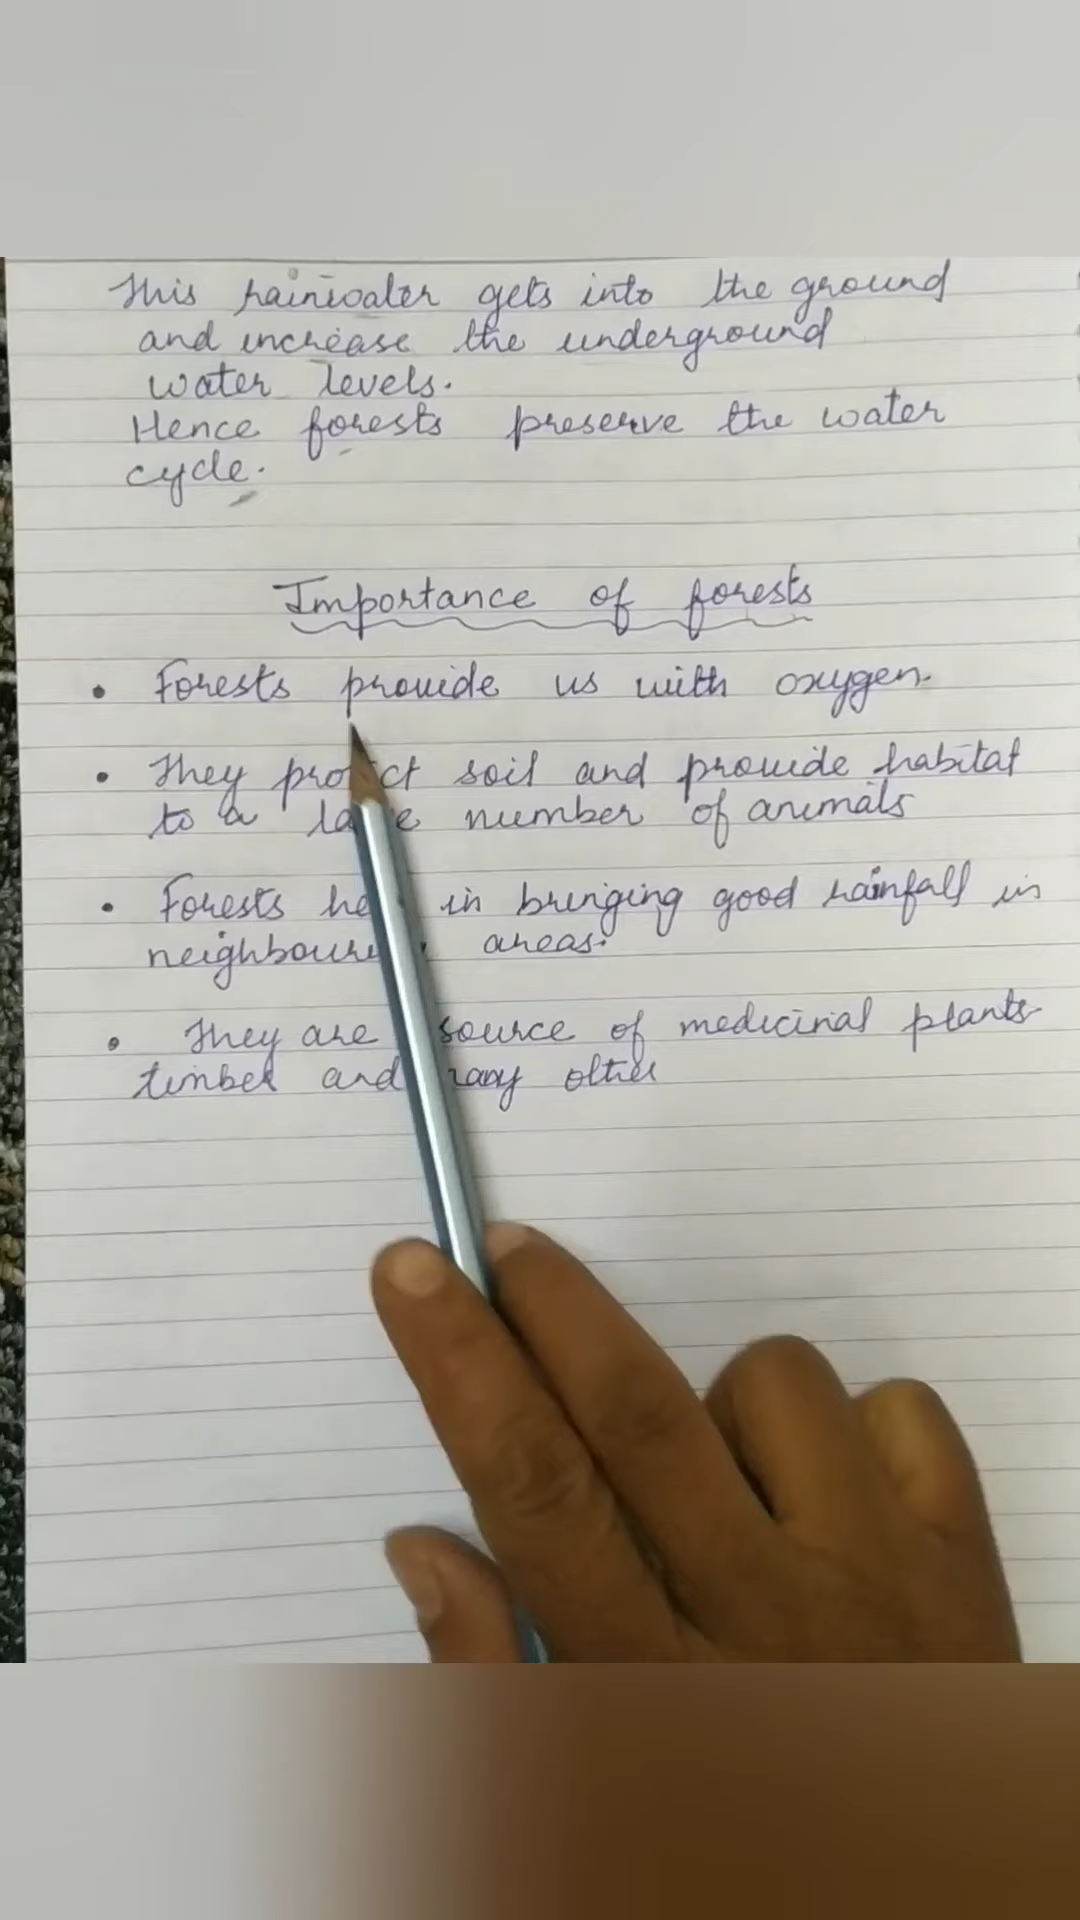 This rainwater gets into the ground
and increase the underground
water levels.
Hence forests preserve the water
cycle.
Importance of forests
• Forests provide us with oxygen.
• They protect soil and provide habitat
to a number of animals
• Forests in bringing good rainfall in
areas.
• They are source of medicinal plants
timber and other